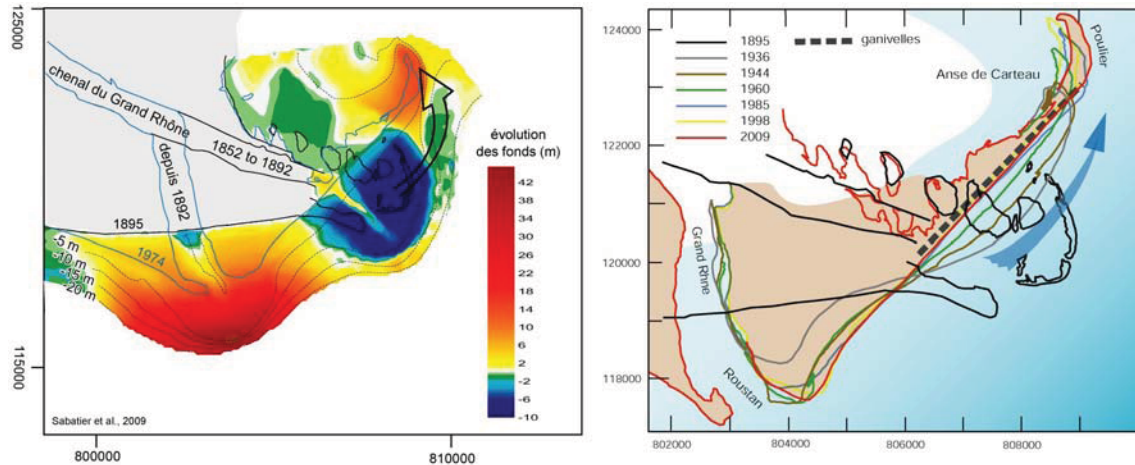 125000
115000
800000
810000
chenal du Grand Rhône
1852 to 1892
depuis 1892
1895
1974
-5 m
-10 m
-15 m
-20 m
évolution
des fonds (m)
42
38
34
30
26
22
18
14
10
6
2
-2
-6
-10
Sabatier et al., 2009
124000
122000
120000
118000
802000
804000
806000
808000
1895
1936
1944
1960
1985
1998
2009
ganivelles
Anse de Carteau
Poulier
Grand Rhne
Roustan